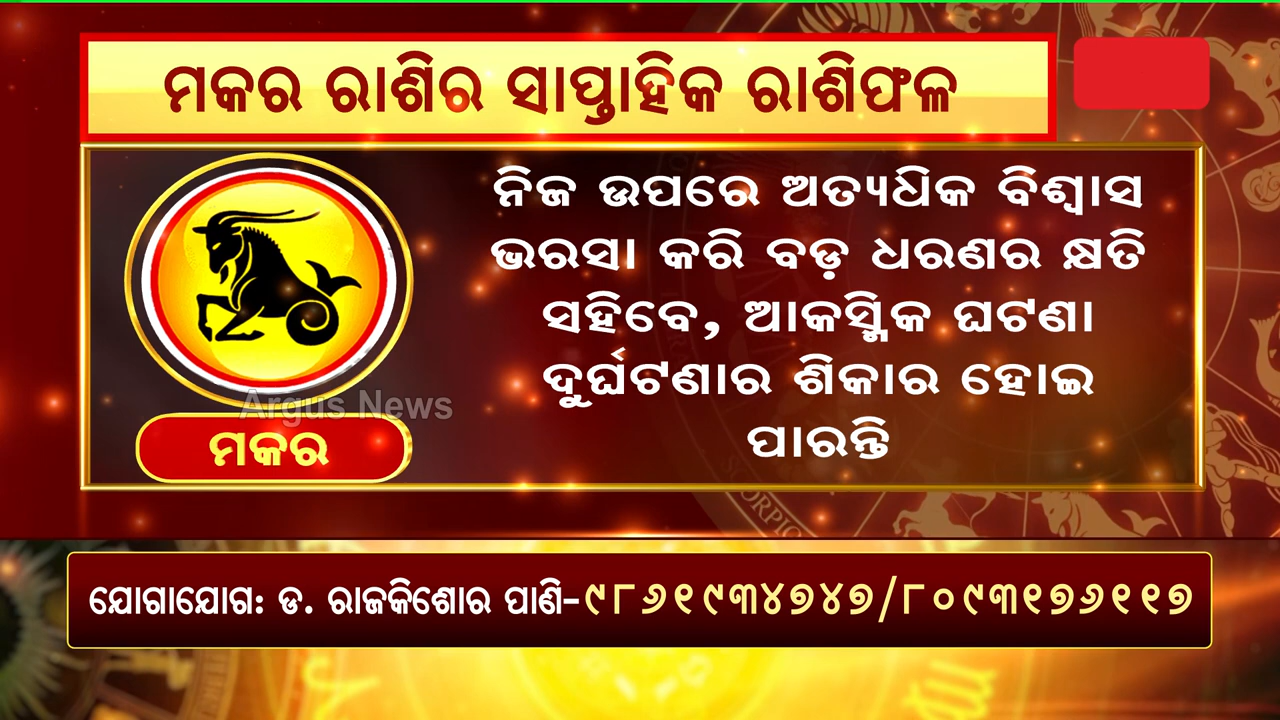 ମକର ରାଶିର ସାପ୍ତାହିକ ରାଶିଫଳ
ନିଜ ଉପରେ ଅତ୍ୟଧିକ ବିଶ୍ୱାସ
ଭରସା କରି ବଡ଼ ଧରଣର କ୍ଷତି
ସହିବେ, ଆକସ୍ମିକ ଘଟଣା
ଦୁର୍ଘଟଣାର ଶିକାର ହୋଇ
ପାରନ୍ତି
Argus News
ମକର
SCORPIO
ଯୋଗାଯୋଗ: ଡ. ରାଜକିଶୋର ପାଣି-୯୮୬୧୯୩୪୭୪୭/୮୦୯୩୧୭୬୧୧୭